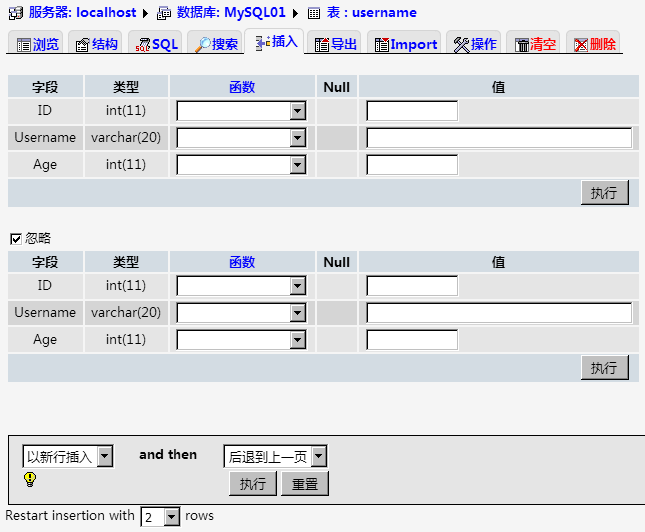 服务器: localhost 数据库: MySQL01 表 : username
浏览 结构 SQL 搜索 插入 导出 Import 操作 清空 删除
字段 类型 函数 Null 值
ID int(11)
Username varchar(20)
Age int(11)
执行
忽略
字段 类型 函数 Null 值
ID int(11)
Username varchar(20)
Age int(11)
执行
以新行插入 and then 后退到上一页
执行 重置
Restart insertion with 2 rows